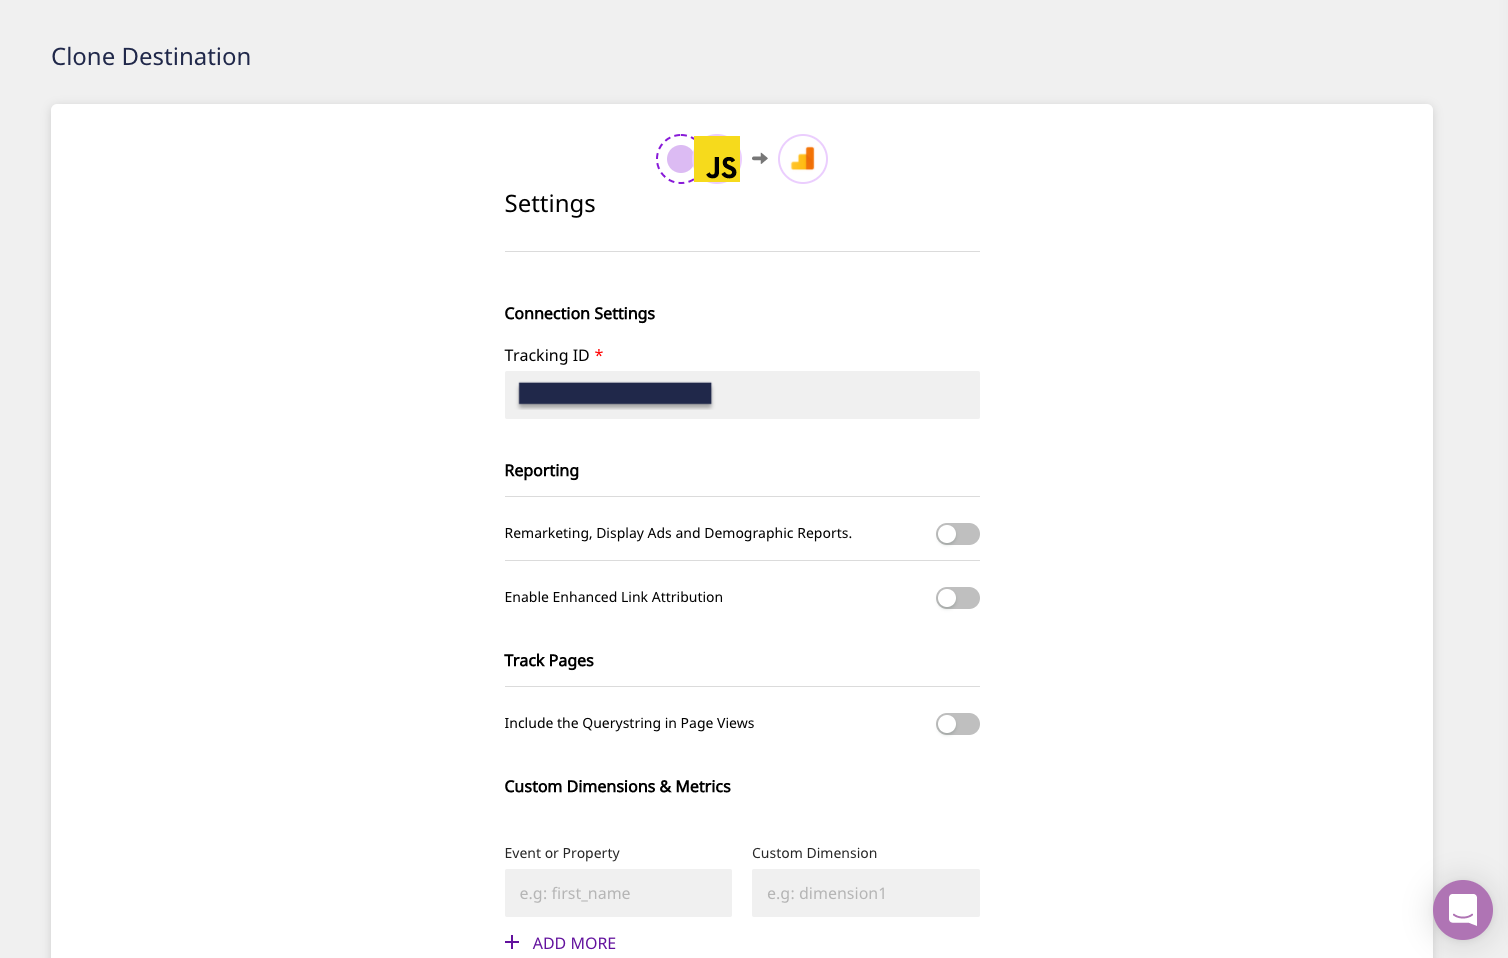 Clone Destination
JS
Settings
Connection Settings
Tracking ID *
Reporting
Remarketing, Display Ads and Demographic Reports.
Enable Enhanced Link Attribution
Track Pages
Include the Querystring in Page Views
Custom Dimensions & Metrics
Event or Property Custom Dimension
e.g: first_name e.g: dimension1
+ ADD MORE